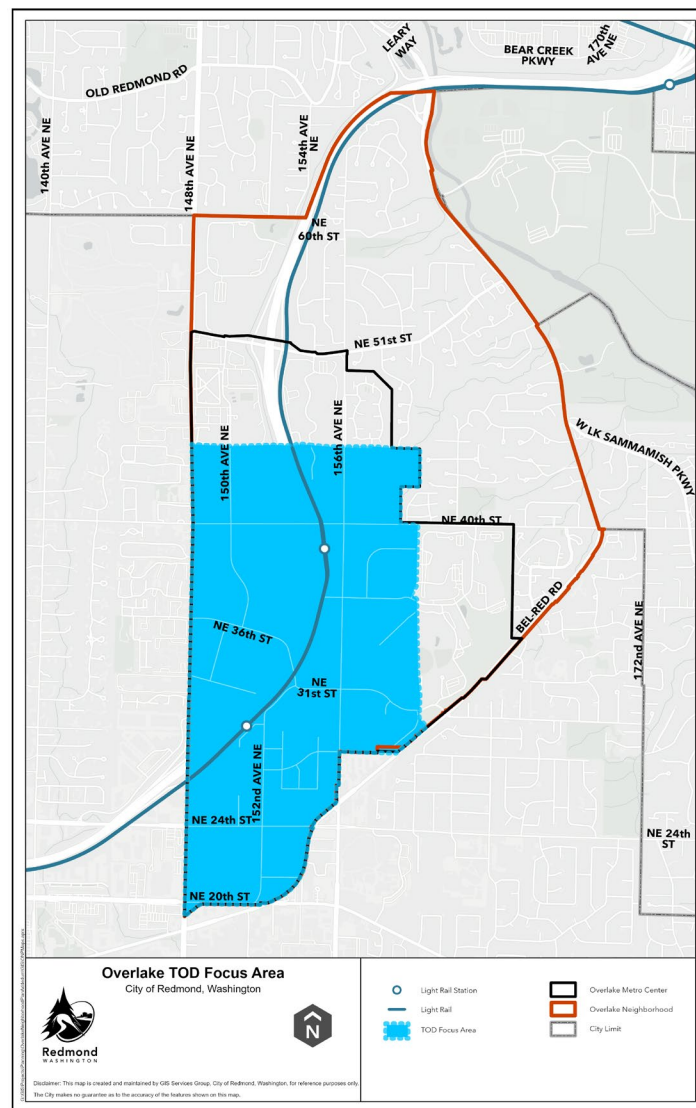 LEARY
WAY
BEAR CREEK
PKWY
170th
AVE NE
OLD REDMOND RD
140th AVE NE
148th AVE NE
154th AVE
NE
NE
60th ST
NE 51st ST
150th AVE NE
156th AVE NE
W LK SAMMAMISH PKWY
NE 40th ST
BEL-RED RD
172nd AVE NE
NE 36th ST
NE
31st ST
152nd AVE NE
NE 24th ST
NE 24th
ST
NE 20th ST
Overlake TOD Focus Area
City of Redmond, Washington
Redmond
WASHINGTON
N
Light Rail Station
Light Rail
TOD Focus Area
Overlake Metro Center
Overlake Neighborhood
City Limit
Disclaimer: This map is created and maintained by GIS Services Group, City of Redmond, Washington, for reference purposes only.
The City makes no guarantee as to the accuracy of the features shown on this map.